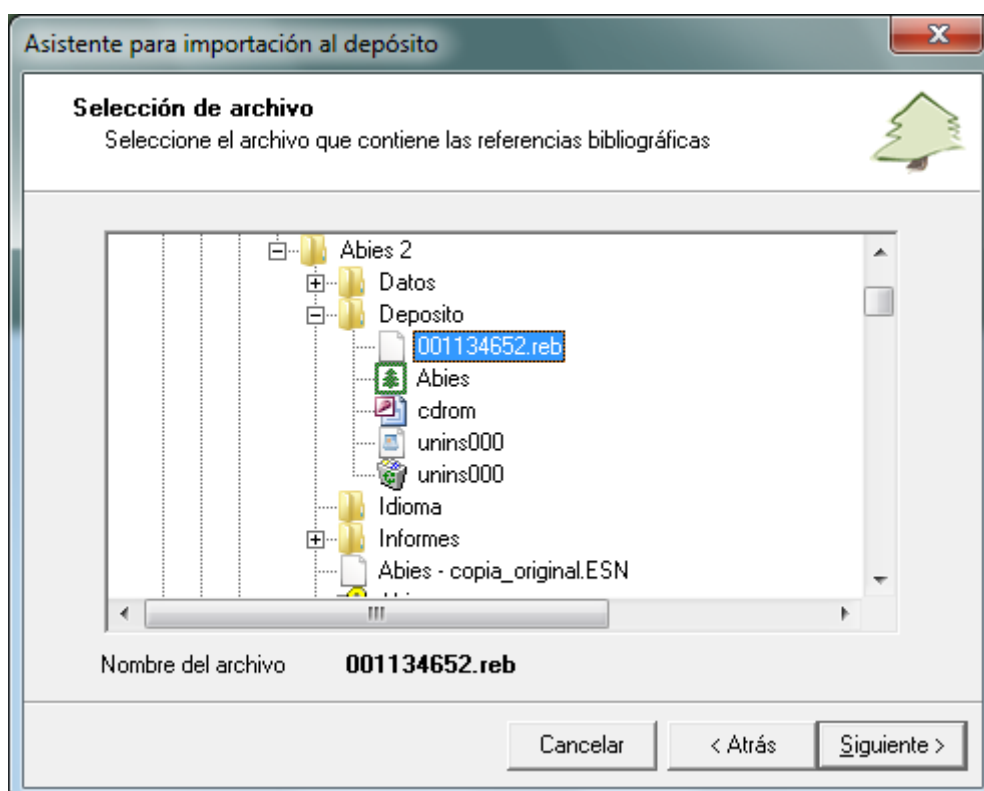 Asistente para importación al depósito
Selección de archivo
Seleccione el archivo que contiene las referencias bibliográficas
Abies 2
Datos
Deposito
001134652.reb
Abies
cdrom
unins000
unins000
Idioma
Informes
Abies - copia_original.ESN
Nombre del archivo 001134652.reb
Cancelar < Atrás Siguiente >